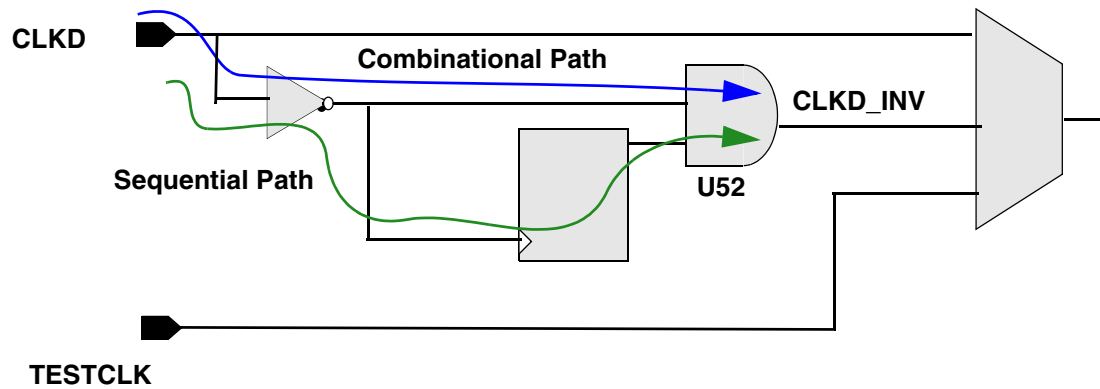 CLKD
Combinational Path
CLKD_INV
Sequential Path
U52
TESTCLK